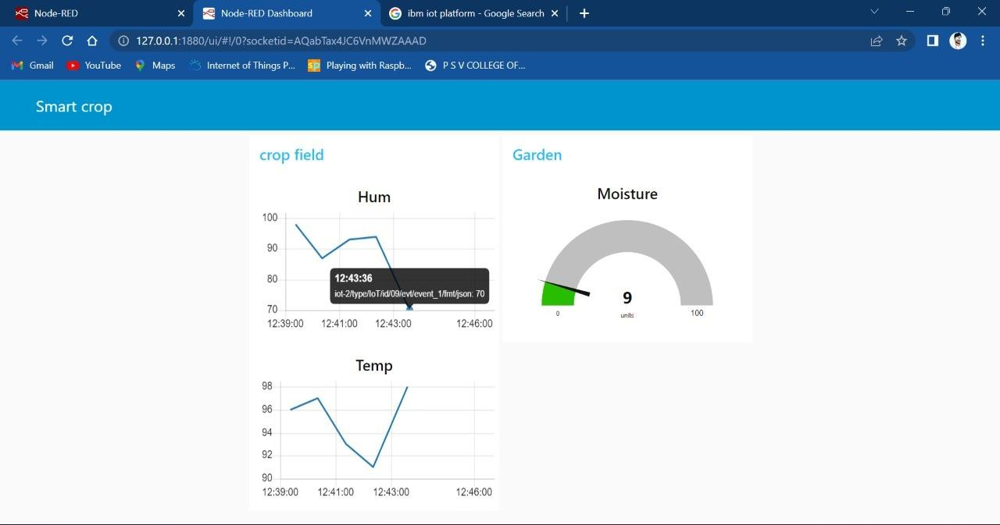 Node-RED
Node-RED Dashboard
ibm iot platform - Google Search
127.0.0.1:1880/ui/#!/0?socketid=AQabTax4JC6VnMWZAAAD
Gmail
YouTube
Maps
Internet of Things P...
Playing with Raspb...
P S V COLLEGE OF...
Smart crop
crop field
Hum
100
90
80
70
12:43:36
iot-2/type/IoT/id/09/evt/event_1/fmt/json: 70
12:39:00 12:41:00 12:43:00 12:46:00
Temp
98
96
94
92
90
12:39:00 12:41:00 12:43:00 12:46:00
Garden
Moisture
9
units
0 100